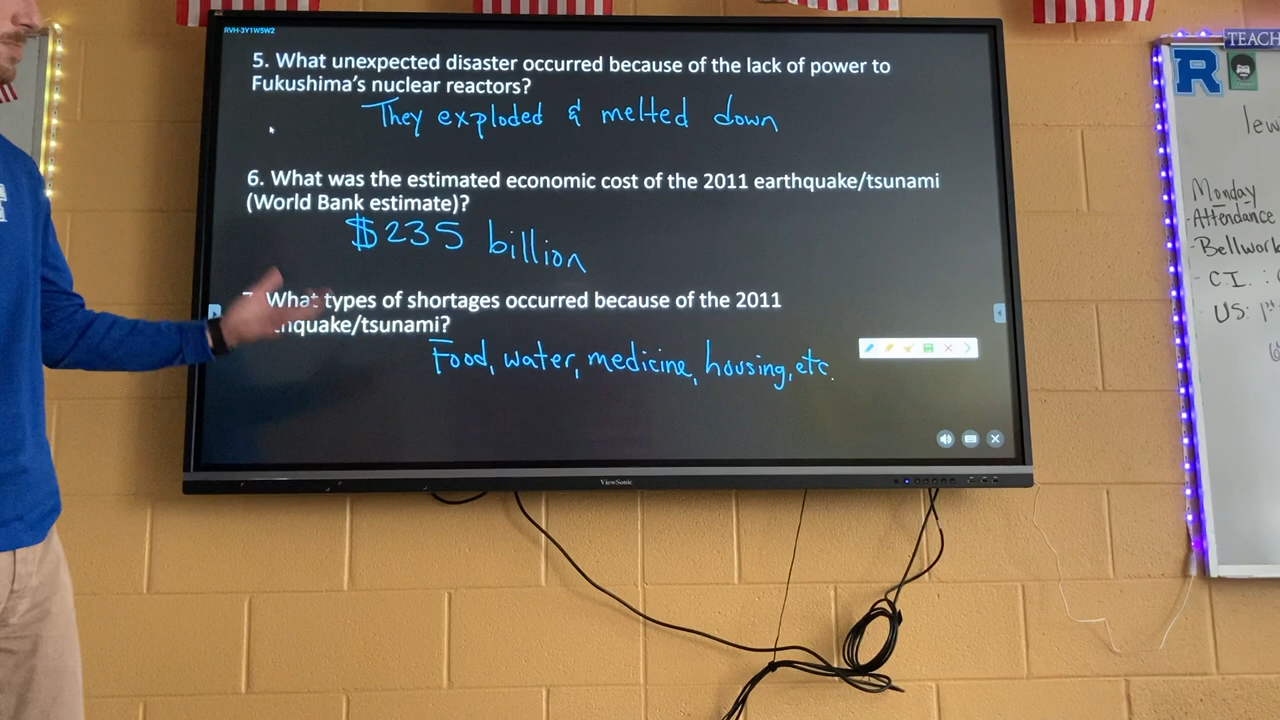 RVH-3Y1W5W2
5. What unexpected disaster occurred because of the lack of power to
Fukushima's nuclear reactors?
They exploded & melted down
6. What was the estimated economic cost of the 2011 earthquake/tsunami
(World Bank estimate)?
$235 billion
What types of shortages occurred because of the 2011
hquake/tsunami?
Food, water, medicine, housing, etc.
ViewSonic
TEACH
R
Monday
-Attendance
-Bellwork
- C.I. :
US: 1st